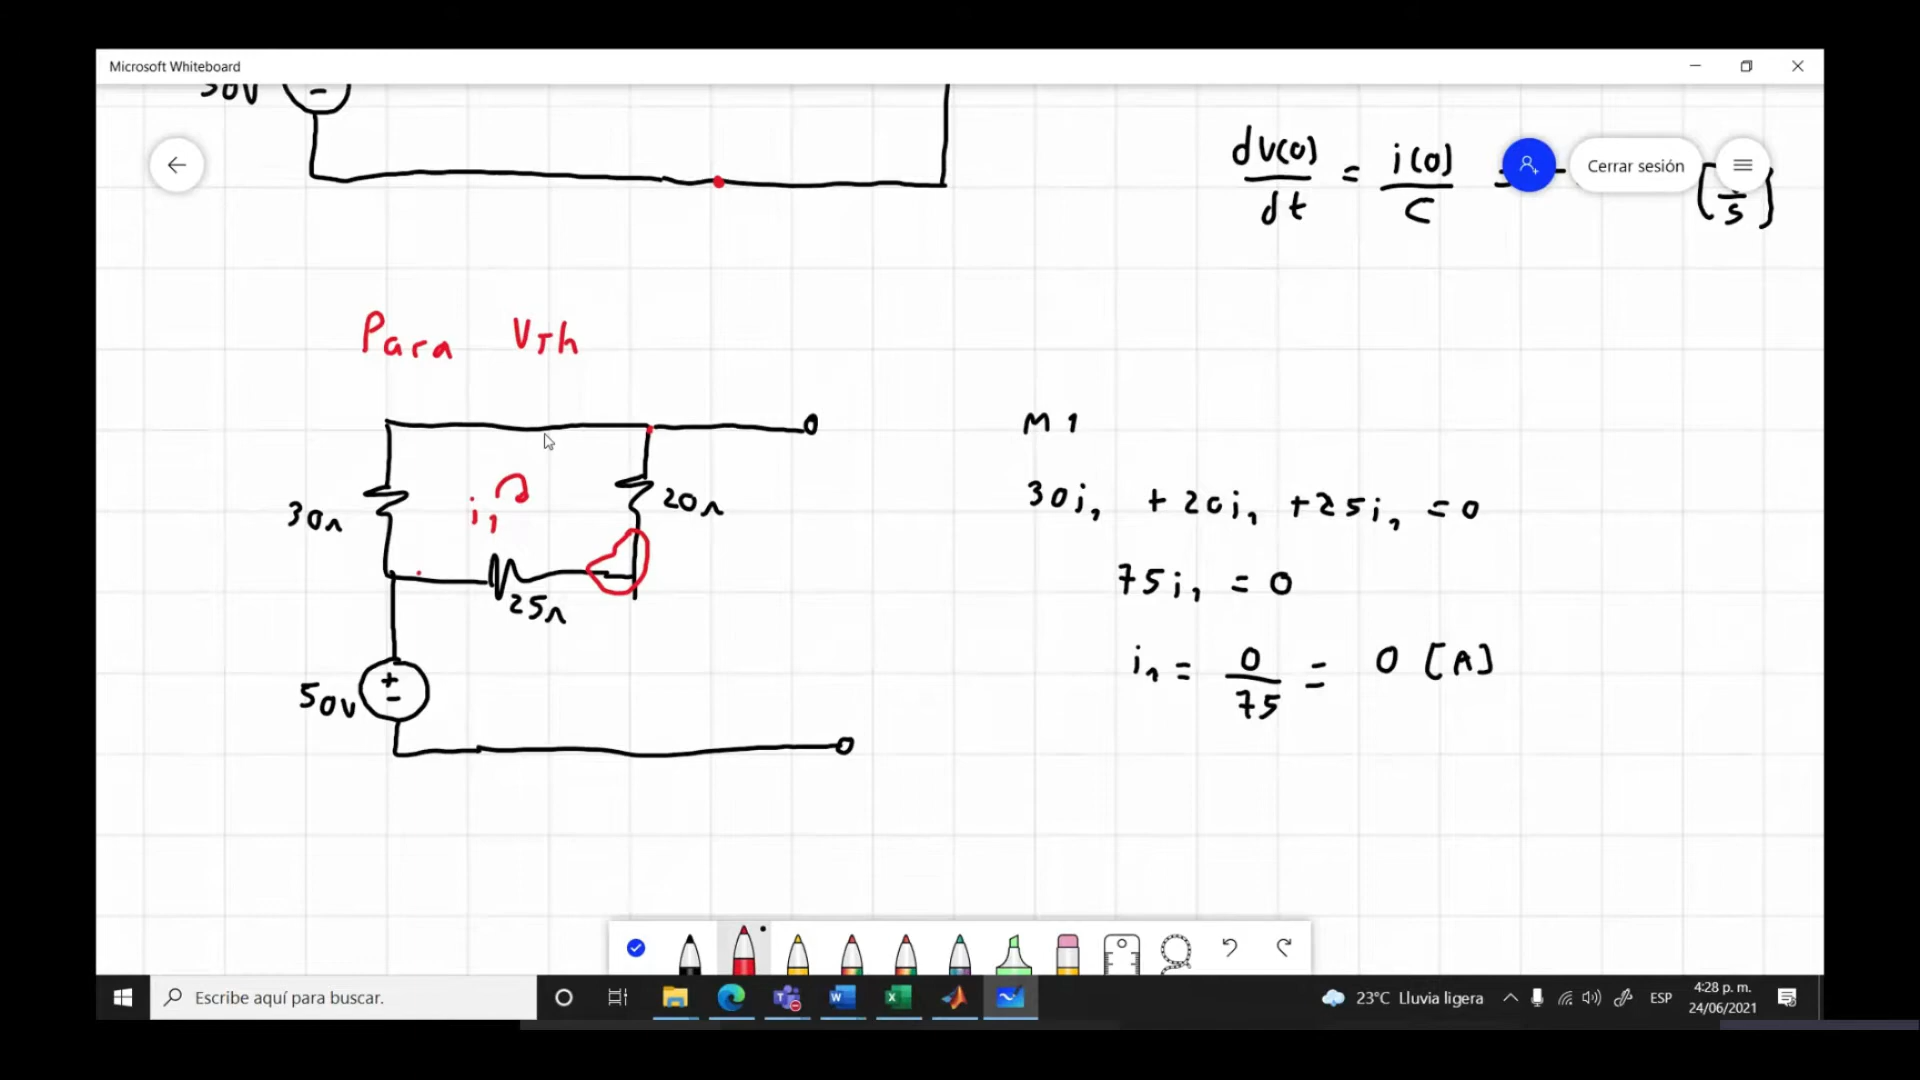 Microsoft Whiteboard
50V
-
dv(0)/dt = i(0)/C =
Cerrar sesión
[ /s]
Para VTh
M1
30i₁ + 20i₁ + 25i₁ = 0
i₁
30Ω
20Ω
75i₁ = 0
25Ω
i₁ = 0/75 = 0 [A]
50V
+
-
Escribe aquí para buscar.
23°C Lluvia ligera
ESP
4:28 p. m.
24/06/2021